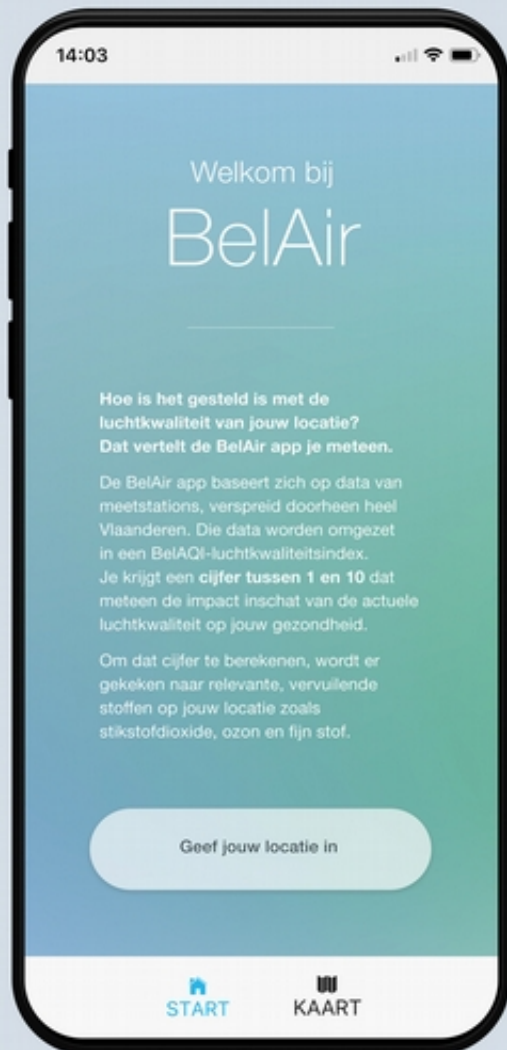 14:03
Welkom bij
BelAir
Hoe is het gesteld is met de
luchtkwaliteit van jouw locatie?
Dat vertelt de BelAir app je meteen.
De BelAir app baseert zich op data van
meetstations, verspreid doorheen heel
Vlaanderen. Die data worden omgezet
in een BelAQI-luchtkwaliteitsindex.
Je krijgt een cijfer tussen 1 en 10 dat
meteen de impact inschat van de actuele
luchtkwaliteit op jouw gezondheid.
Om dat cijfer te berekenen, wordt er
gekeken naar relevante, vervuilende
stoffen op jouw locatie zoals
stikstofdioxide, ozon en fijn stof.
Geef jouw locatie in
START KAART